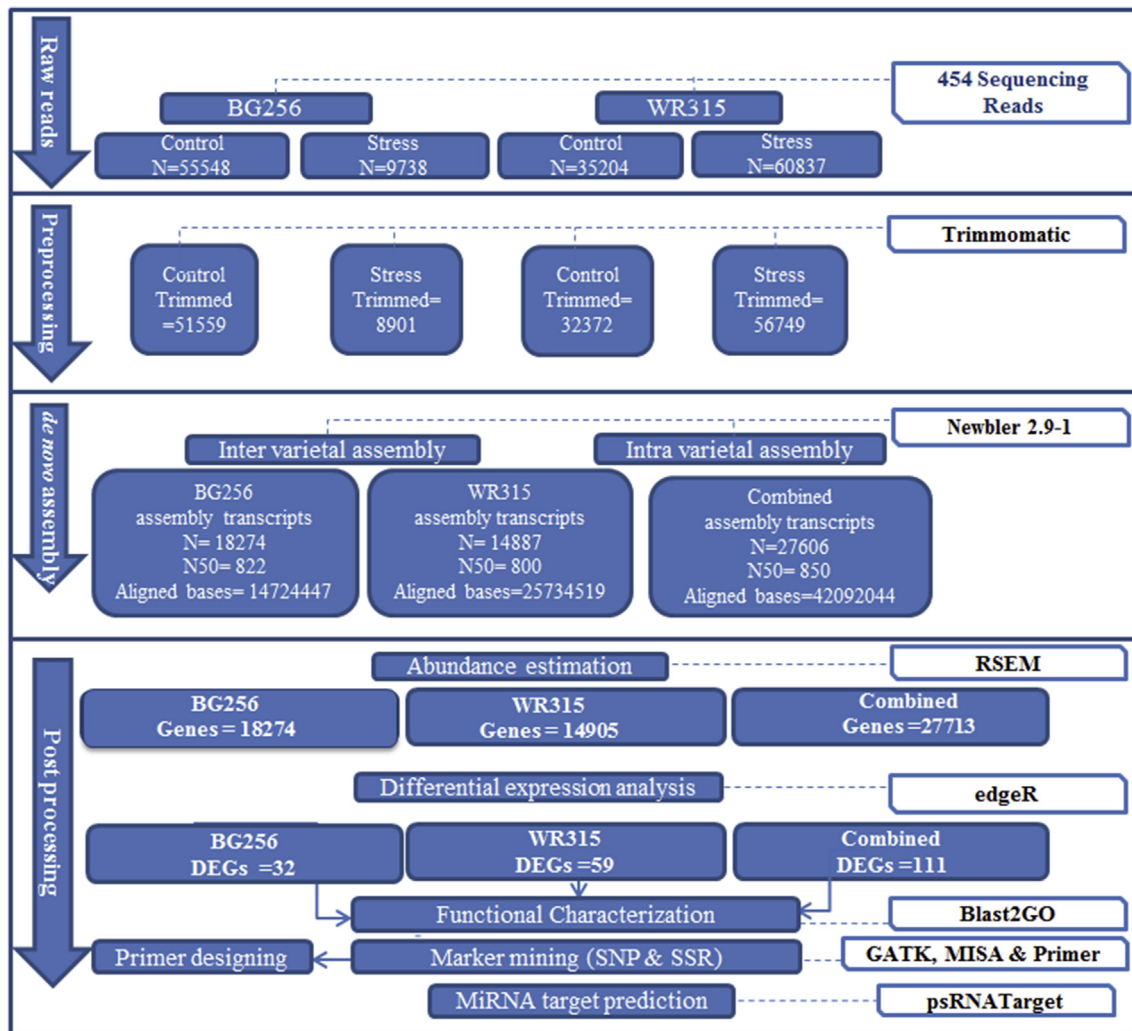 Raw reads
454 Sequencing
Reads
BG256
WR315
Control
N=55548
Stress
N=9738
Control
N=35204
Stress
N=60837
Preprocessing
Trimmomatic
Control
Trimmed
=51559
Stress
Trimmed=
8901
Control
Trimmed=
32372
Stress
Trimmed=
56749
de novo assembly
Newbler 2.9-1
Inter varietal assembly
Intra varietal assembly
BG256
assembly transcripts
N= 18274
N50= 822
Aligned bases= 14724447
WR315
assembly transcripts
N= 14887
N50= 800
Aligned bases=25734519
Combined
assembly transcripts
N=27606
N50= 850
Aligned bases=42092044
Post processing
Abundance estimation
RSEM
BG256
Genes = 18274
WR315
Genes = 14905
Combined
Genes =27713
Differential expression analysis
edgeR
BG256
DEGs =32
WR315
DEGs =59
Combined
DEGs =111
Functional Characterization
Blast2GO
Primer designing
Marker mining (SNP & SSR)
GATK, MISA & Primer
MiRNA target prediction
psRNATarget